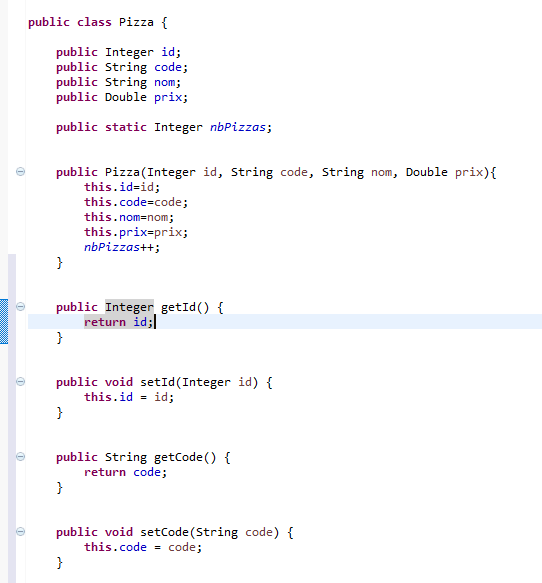 public class Pizza {
public Integer id;
public String code;
public String nom;
public Double prix;
public static Integer nbPizzas;
public Pizza(Integer id, String code, String nom, Double prix){
this.id=id;
this.code=code;
this.nom=nom;
this.prix=prix;
nbPizzas++;
}
public Integer getId() {
return id;
}
public void setId(Integer id) {
this.id = id;
}
public String getCode() {
return code;
}
public void setCode(String code) {
this.code = code;
}